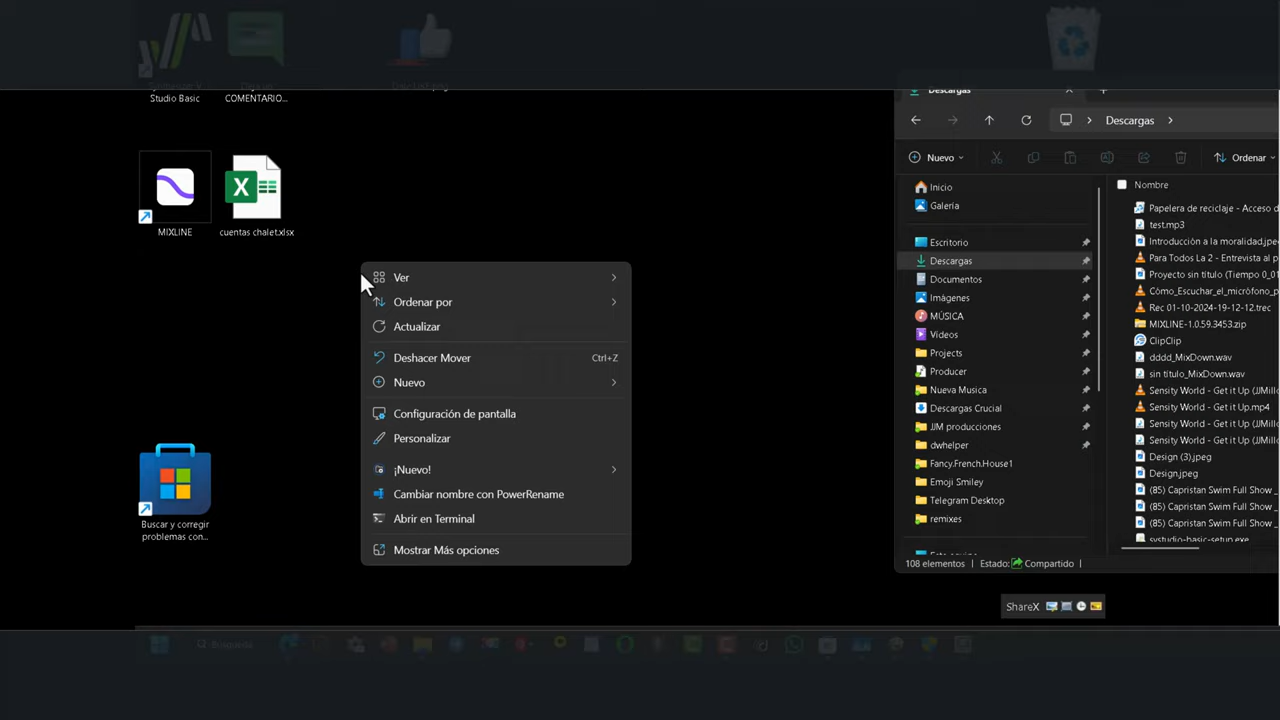 Studio Basic
COMENTARIO...
MIXLINE
cuentas chalet.xlsx
Buscar y corregir
problemas con...
Ver
Ordenar por
Actualizar
Deshacer Mover Ctrl+Z
Nuevo
Configuración de pantalla
Personalizar
¡Nuevo!
Cambiar nombre con PowerRename
Abrir en Terminal
Mostrar Más opciones
Descargas
Descargas
Nuevo
Ordenar
Inicio
Galería
Escritorio
Descargas
Documentos
Imágenes
MÚSICA
Vídeos
Projects
Producer
Nueva Musica
Descargas Crucial
JJM producciones
dwhelper
Fancy.French.House1
Emoji Smiley
Telegram Desktop
remixes
Nombre
Papelera de reciclaje - Acceso d
test.mp3
Introducción a la moralidad.jpe
Para Todos La 2 - Entrevista al p
Proyecto sin título (Tiempo 0_01
Cómo_Escuchar_el_micrófono_p
Rec 01-10-2024-19-12-12.trec
MIXLINE-1.0.59.3453.zip
ClipClip
dddd_MixDown.wav
sin título_MixDown.wav
Sensity World - Get it Up (JJMillo
Sensity World - Get it Up.mp4
Sensity World - Get it Up (JJMillo
Sensity World - Get it Up (JJMillo
Design (3).jpeg
Design.jpeg
(85) Capristan Swim Full Show _
(85) Capristan Swim Full Show _
(85) Capristan Swim Full Show _
svstudio-basic-setup.exe
108 elementos Estado: Compartido
ShareX
Búsqueda